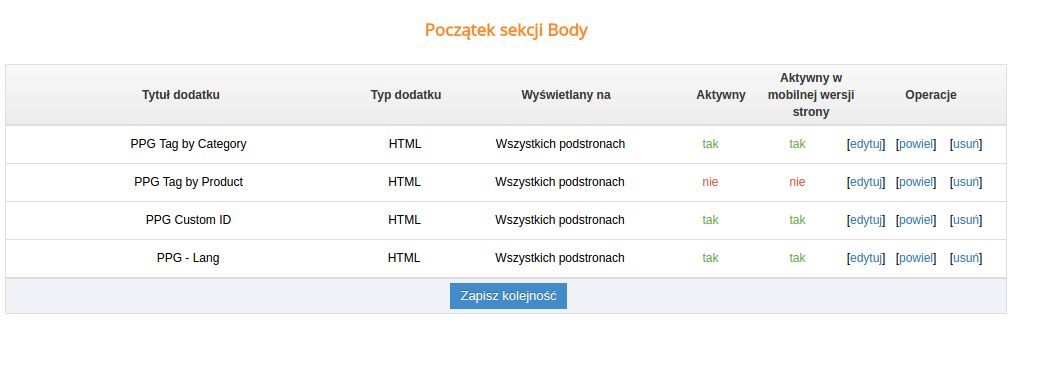 Początek sekcji Body
Tytuł dodatku Typ dodatku Wyświetlany na Aktywny Aktywny w mobilnej wersji strony Operacje
PPG Tag by Category HTML Wszystkich podstronach tak tak [edytuj] [powiel] [usuń]
PPG Tag by Product HTML Wszystkich podstronach nie nie [edytuj] [powiel] [usuń]
PPG Custom ID HTML Wszystkich podstronach tak tak [edytuj] [powiel] [usuń]
PPG - Lang HTML Wszystkich podstronach tak tak [edytuj] [powiel] [usuń]
Zapisz kolejność